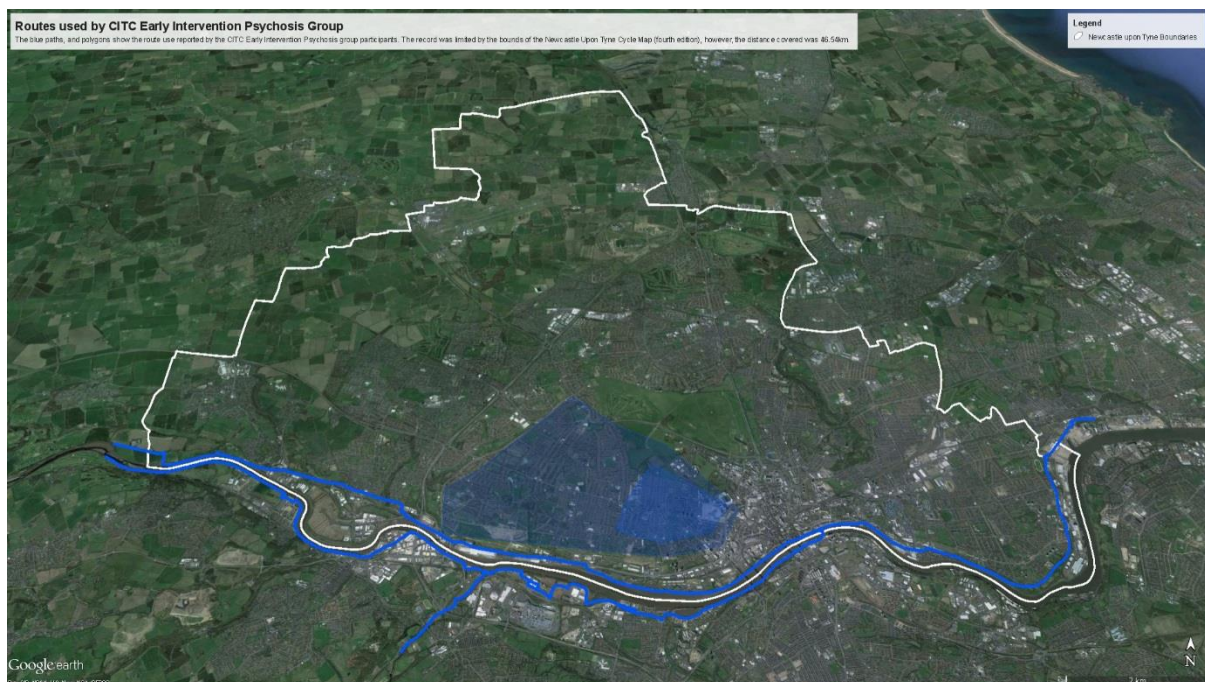 Routes used by CITC Early Intervention Psychosis Group
The blue paths, and polygons show the route use reported by the CITC Early Intervention Psychosis group participants. The record was limited by the bounds of the Newcastle Upon Tyne Cycle Map (fourth edition), however, the distance covered was 46.54km.
Legend
Newcastle upon Tyne Boundaries
Google earth
N
2 km